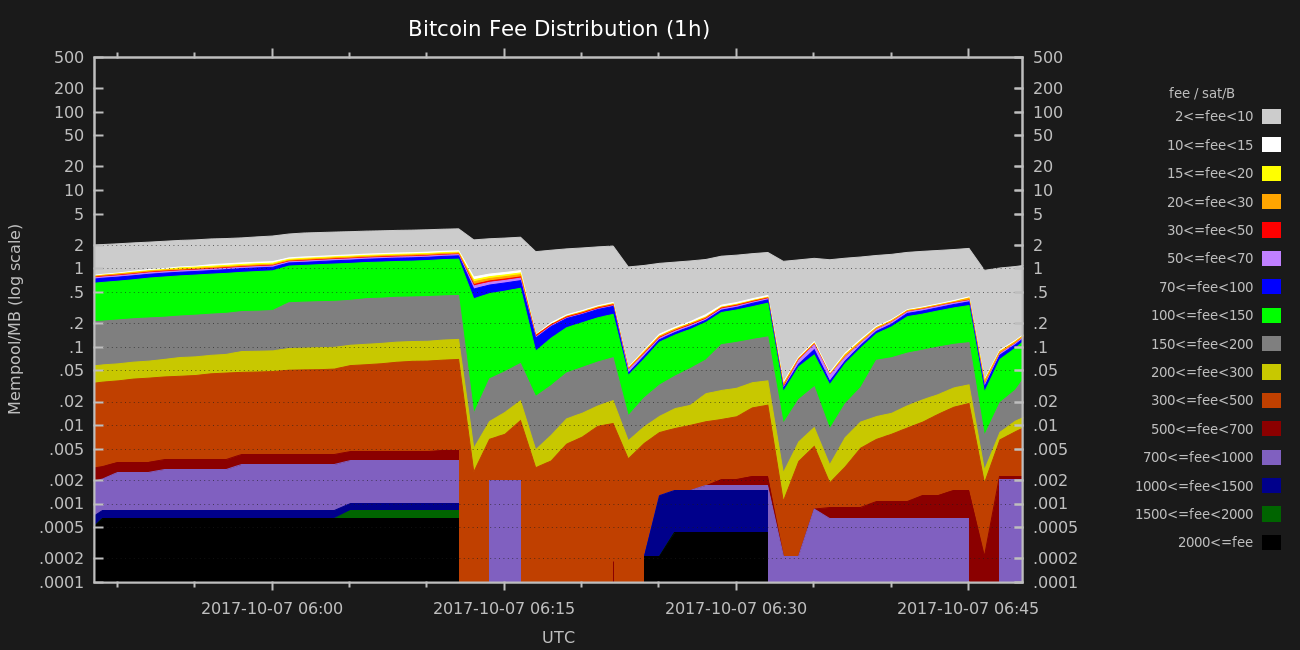 Bitcoin Fee Distribution (1h)
Mempool/MB (log scale)
500
200
100
50
20
10
5
2
1
.5
.2
.1
.05
.02
.01
.005
.002
.001
.0005
.0002
.0001
500
200
100
50
20
10
5
2
1
.5
.2
.1
.05
.02
.01
.005
.002
.001
.0005
.0002
.0001
2017-10-07 06:00
2017-10-07 06:15
2017-10-07 06:30
2017-10-07 06:45
UTC
fee / sat/B
2<=fee<10
10<=fee<15
15<=fee<20
20<=fee<30
30<=fee<50
50<=fee<70
70<=fee<100
100<=fee<150
150<=fee<200
200<=fee<300
300<=fee<500
500<=fee<700
700<=fee<1000
1000<=fee<1500
1500<=fee<2000
2000<=fee